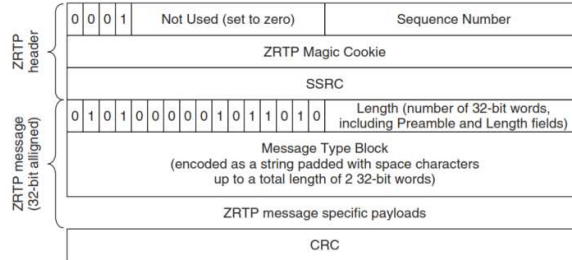 0 0 0 1 Not Used (set to zero) Sequence Number
ZRTP Magic Cookie
SSRC
ZRTP
header
0 1 0 1 0 0 0 0 0 1 0 1 1 0 1 0 Length (number of 32-bit words,
including Preamble and Length fields)
Message Type Block
(encoded as a string padded with space characters
up to a total length of 2 32-bit words)
ZRTP message specific payloads
ZRTP message
(32-bit alligned)
CRC